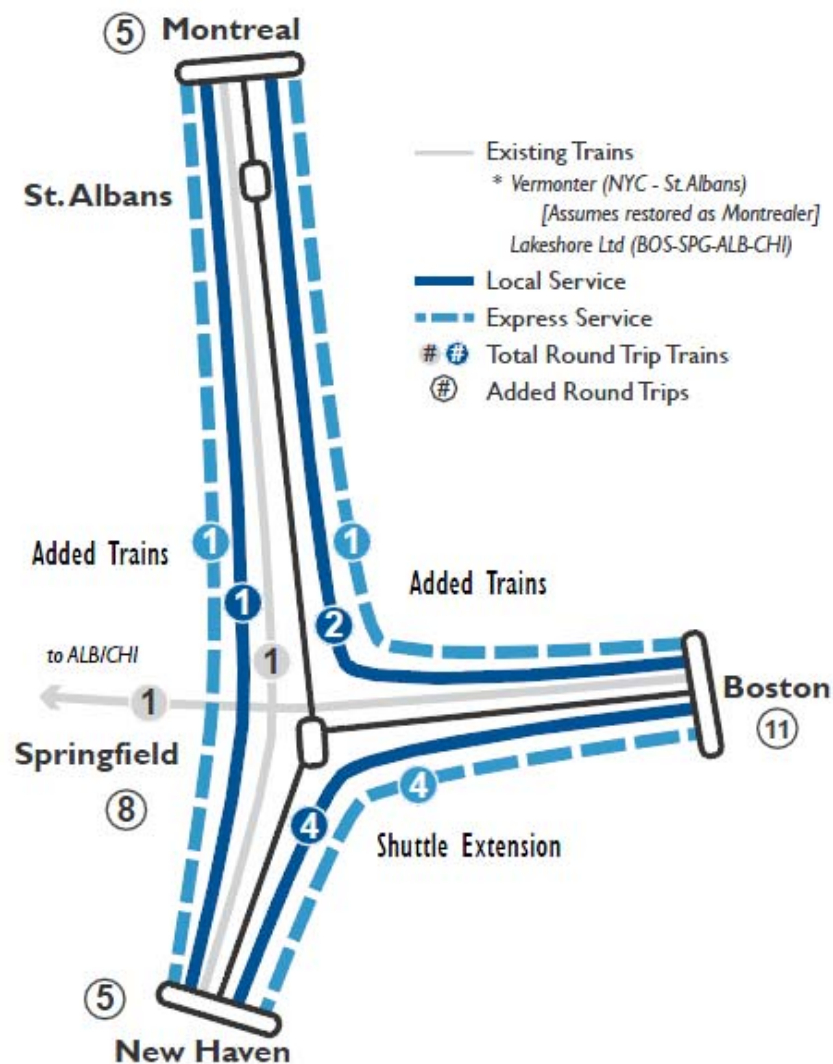 5 Montreal
St. Albans
Existing Trains
* Vermonter (NYC - St. Albans)
[Assumes restored as Montrealer]
Lakeshore Ltd (BOS-SPG-ALB-CHI)
Local Service
Express Service
# # Total Round Trip Trains
# Added Round Trips
1
1
Added Trains
Added Trains
1
2
to ALB/CHI
1
1
Boston
11
Springfield
8
4
4
Shuttle Extension
5
New Haven